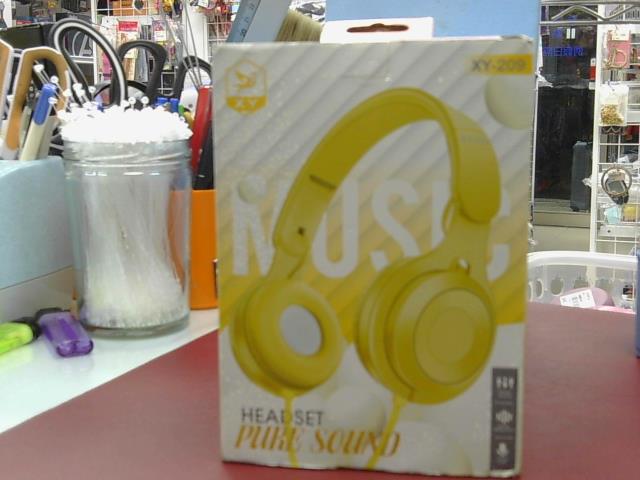 XY-209
XY
MUSIC
HEADSET
PURE SOUND